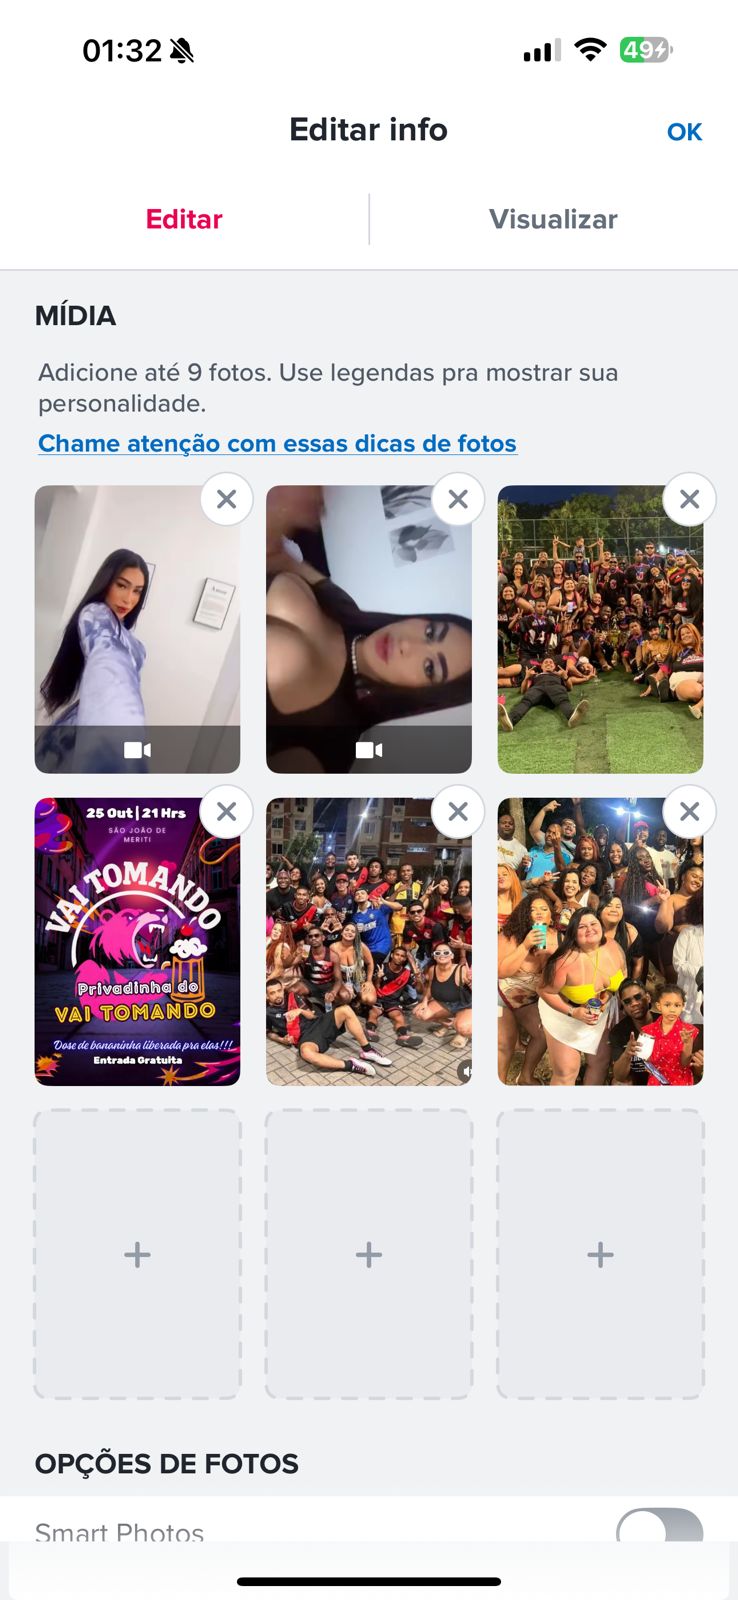 01:32
49
Editar info
OK
Editar
Visualizar
MÍDIA
Adicione até 9 fotos. Use legendas pra mostrar sua
personalidade.
Chame atenção com essas dicas de fotos
25 Out | 21 Hrs
SÃO JOÃO DE
MERITI
VAI TOMANDO
Privadinha do
VAI TOMANDO
Dose de bananinha liberada pra elas!!!
Entrada Gratuita
OPÇÕES DE FOTOS
Smart Photos